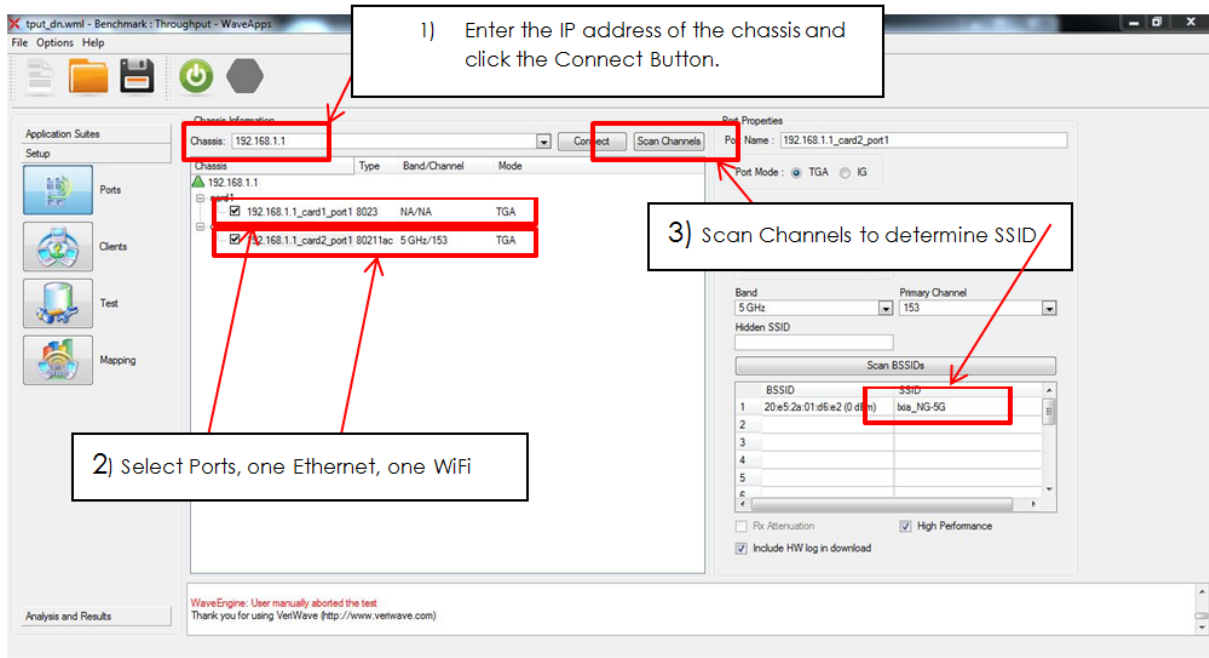 tput_dn.wml - Benchmark : Throughput - WaveApps
File Options Help
1) Enter the IP address of the chassis and
click the Connect Button.
Application Suites
Setup
Ports
Clients
Test
Mapping
Analysis and Results
Chassis Information
Chassis: 192.168.1.1
Connect
Scan Channels
Chassis Type Band/Channel Mode
192.168.1.1
card1
192.168.1.1_card1_port1 8023 NA/NA TGA
192.168.1.1_card2_port1 80211ac 5 GHz/153 TGA
2) Select Ports, one Ethernet, one WiFi
Port Properties
Port Name : 192.168.1.1_card2_port1
Port Mode : TGA IG
3) Scan Channels to determine SSID
Band Primary Channel
5 GHz 153
Hidden SSID
Scan BSSIDs
BSSID SSID
1 20:e5:2a:01:d6:e2 (0 dBm) Ixia_NG-5G
2
3
4
5
6
Rx Attenuation High Performance
Include HW log in download
WaveEngine: User manually aborted the test
Thank you for using VeriWave (http://www.veriwave.com)